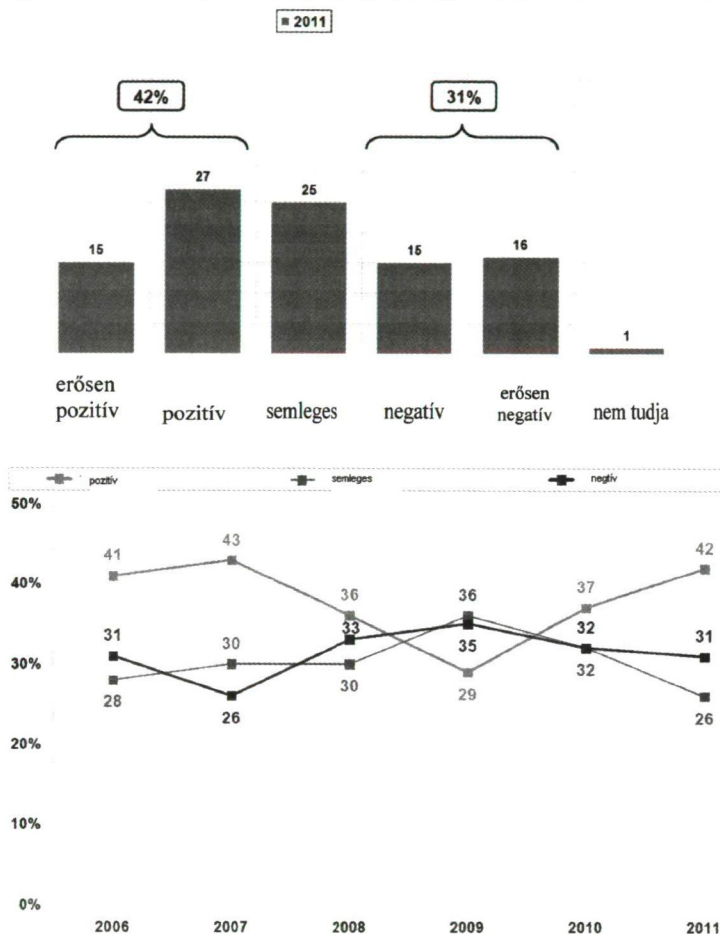 2011
42% 31%
27
25
15 15 16
1
erősen
pozitív pozitív semleges negatív erősen
negatív nem tudja
pozitív semleges negtív
50%
41 43 36 36 37 42
40%
31 30 33 35 32 31
30%
28 26 30 29 32 26
20%
10%
0%
2006 2007 2008 2009 2010 2011